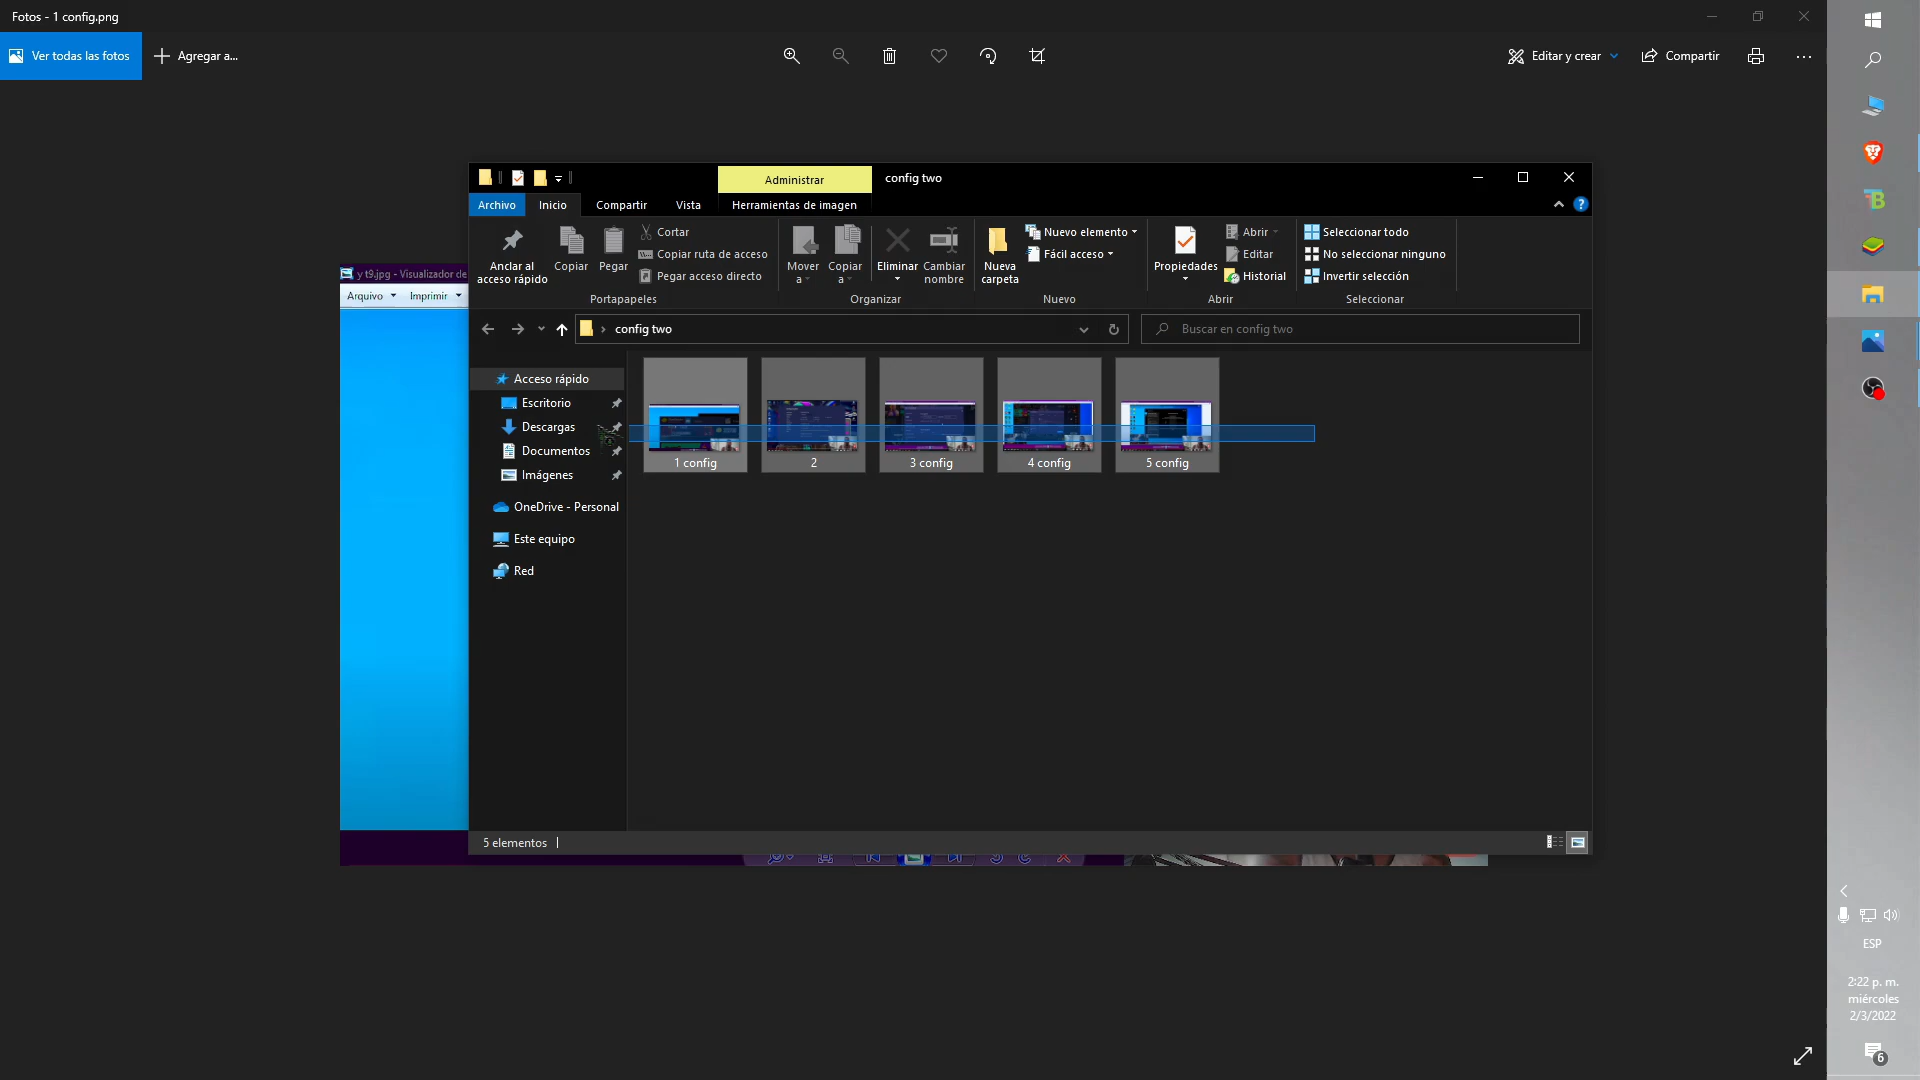 Fotos - 1 config.png
Ver todas las fotos
Agregar a...
Editar y crear
Compartir
Administrar
config two
Archivo
Inicio
Compartir
Vista
Herramientas de imagen
Anclar al
acceso rápido
Copiar
Pegar
Cortar
Copiar ruta de acceso
Pegar acceso directo
Portapapeles
Mover
a
Copiar
a
Eliminar
Cambiar
nombre
Organizar
Nueva
carpeta
Nuevo elemento
Fácil acceso
Nuevo
Propiedades
Abrir
Editar
Historial
Abrir
Seleccionar todo
No seleccionar ninguno
Invertir selección
Seleccionar
config two
Buscar en config two
y t9.jpg - Visualizador de
Arquivo
Imprimir
Acceso rápido
Escritorio
Descargas
Documentos
Imágenes
OneDrive - Personal
Este equipo
Red
1 config
2
3 config
4 config
5 config
5 elementos
ESP
2:22 p. m.
miércoles
2/3/2022
6